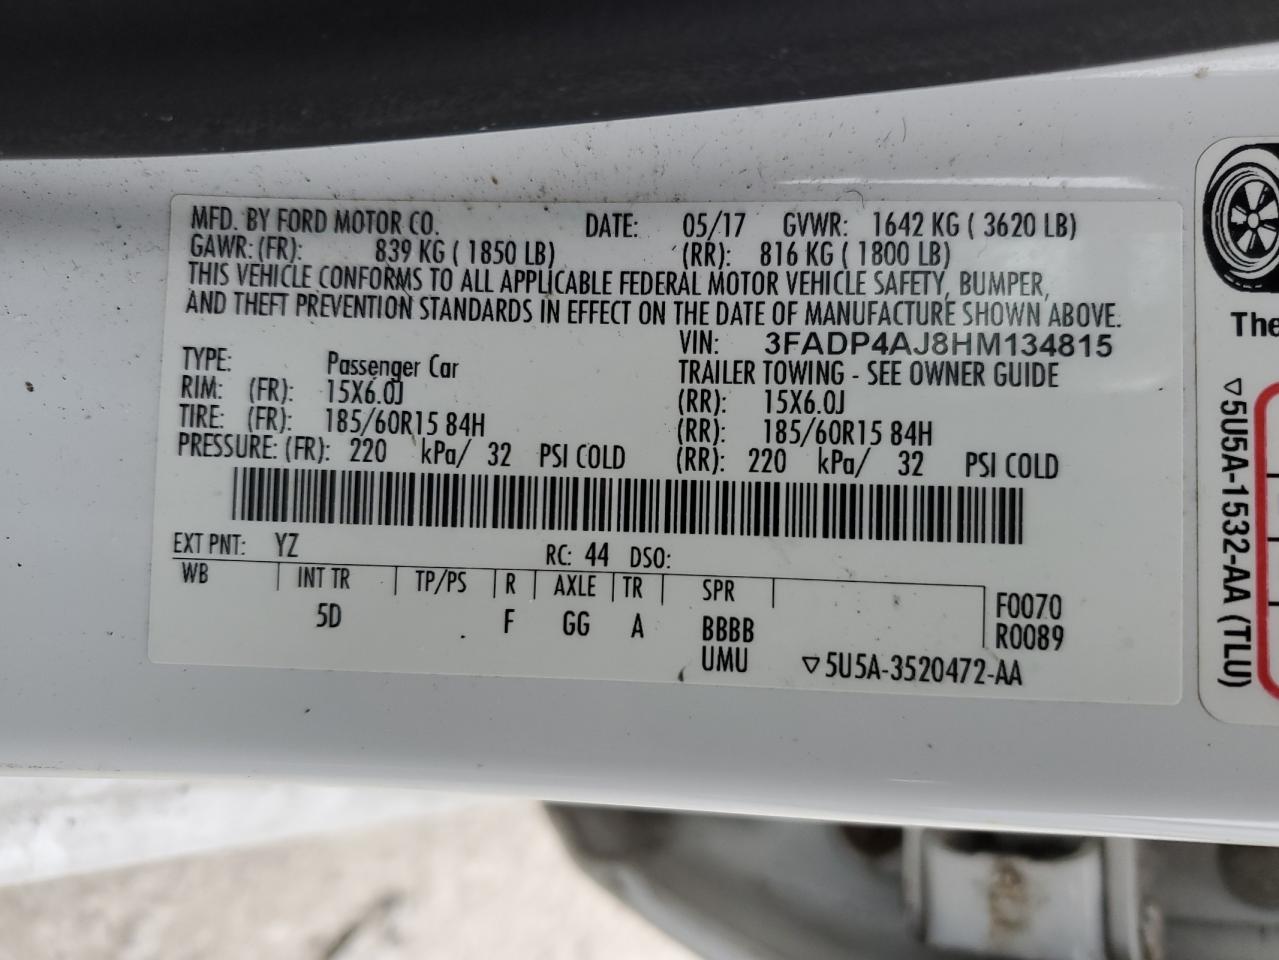 MFD. BY FORD MOTOR CO. DATE: 05/17 GVWR: 1642 KG ( 3620 LB)
GAWR: (FR): 839 KG ( 1850 LB) (RR): 816 KG ( 1800 LB)
THIS VEHICLE CONFORMS TO ALL APPLICABLE FEDERAL MOTOR VEHICLE SAFETY, BUMPER,
AND THEFT PREVENTION STANDARDS IN EFFECT ON THE DATE OF MANUFACTURE SHOWN ABOVE.
VIN: 3FADP4AJ8HM134815
TYPE: Passenger Car TRAILER TOWING - SEE OWNER GUIDE
RIM: (FR): 15X6.0J (RR): 15X6.0J
TIRE: (FR): 185/60R15 84H (RR): 185/60R15 84H
PRESSURE: (FR): 220 kPa/ 32 PSI COLD (RR): 220 kPa/ 32 PSI COLD
EXT PNT: YZ RC: 44 DSO:
WB INT TR TP/PS R AXLE TR SPR F0070
5D F GG A BBBB R0089
UMU ▽5U5A-3520472-AA
The
▽5U5A-1532-AA (TLU)